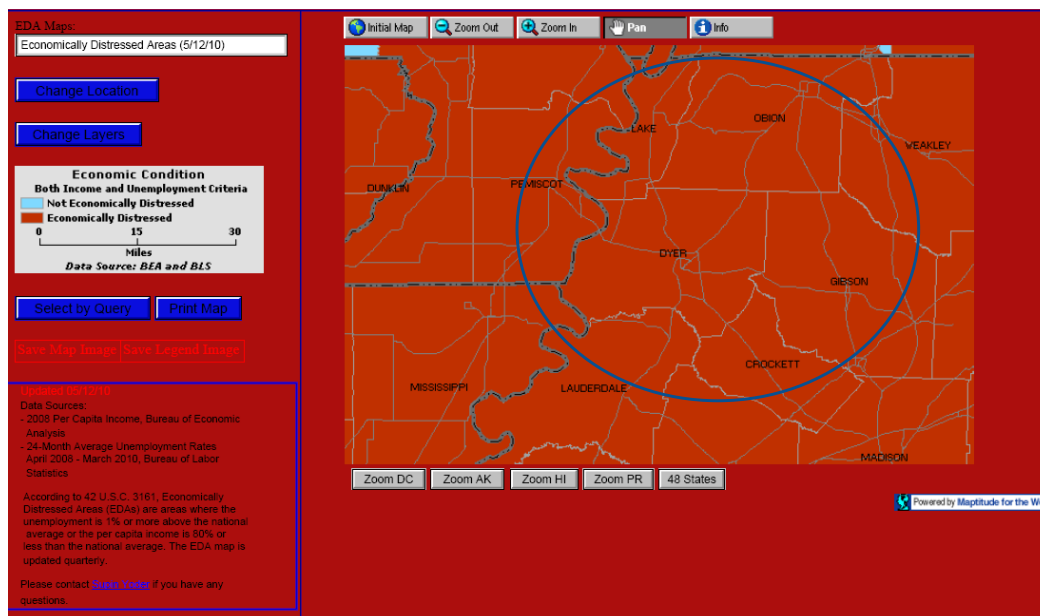 EDA Maps:
Economically Distressed Areas (5/12/10)
Change Location
Change Layers
Economic Condition
Both Income and Unemployment Criteria
Not Economically Distressed
Economically Distressed
0 15 30
Miles
Data Source: BEA and BLS
Select by Query Print Map
Save Map Image Save Legend Image
Updated 05/12/10
Data Sources:
- 2008 Per Capita Income, Bureau of Economic
Analysis
- 24-Month Average Unemployment Rates
April 2008 - March 2010, Bureau of Labor
Statistics
According to 42 U.S.C. 3161, Economically
Distressed Areas (EDAs) are areas where the
unemployment is 1% or more above the national
average or the per capita income is 80% or
less than the national average. The EDA map is
updated quarterly.
Please contact Susan Yoder if you have any
questions.
Initial Map Zoom Out Zoom In Pan Info
LAKE
OBION
WEAKLEY
DUNKLIN
PEMISCOT
DYER
GIBSON
CROCKETT
MISSISSIPPI
LAUDERDALE
MADISON
Zoom DC Zoom AK Zoom HI Zoom PR 48 States
Powered by Maptitude for the We